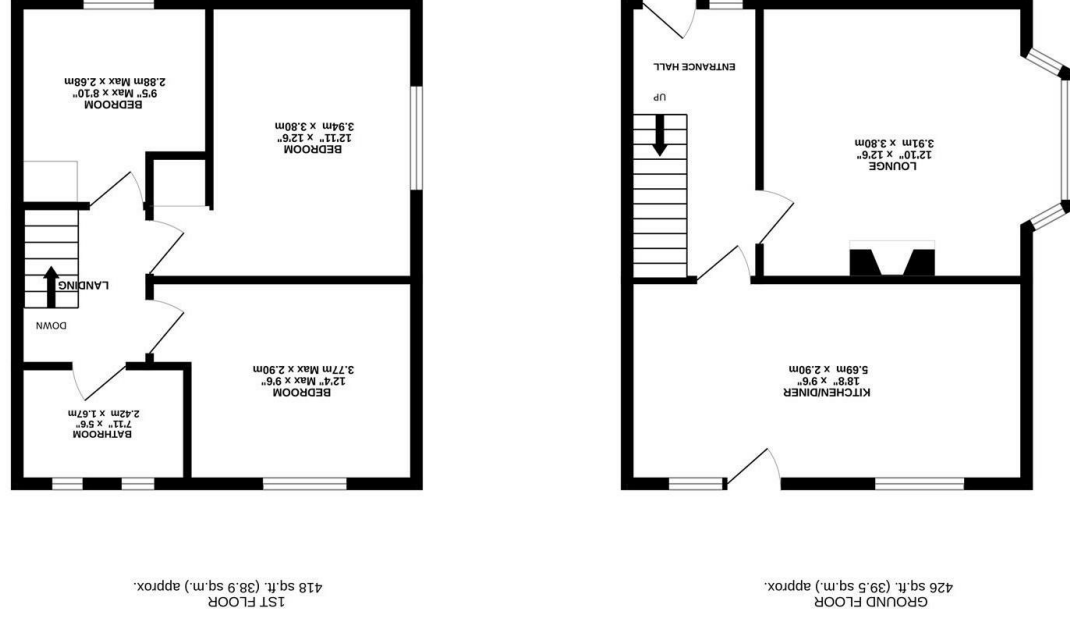 GROUND FLOOR
426 sq.ft. (39.5 sq.m.) approx.
1ST FLOOR
418 sq.ft. (38.9 sq.m.) approx.
KITCHEN/DINER
18'8" x 9'6"
5.69m x 2.90m
LOUNGE
12'10" x 12'6"
3.91m x 3.80m
UP
ENTRANCE HALL
BATHROOM
7'11" x 5'6"
2.42m x 1.67m
BEDROOM
12'4" Max x 9'6"
3.77m Max x 2.90m
DOWN
LANDING
BEDROOM
12'11" x 12'6"
3.94m x 3.80m
BEDROOM
9'5" Max x 8'10"
2.88m Max x 2.68m